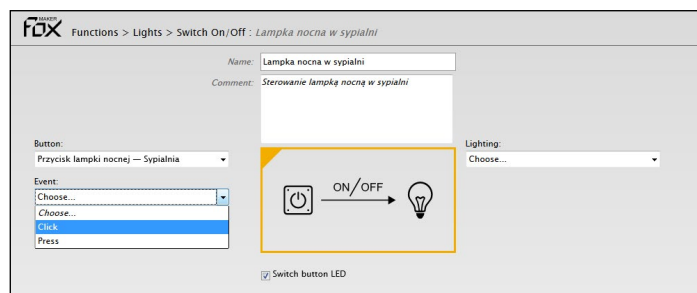 MAKER
FOX
Functions > Lights > Switch On/Off : Lampka nocna w sypialni
Name: Lampka nocna w sypialni
Comment: Sterowanie lampką nocną w sypialni
Button:
Przycisk lampki nocnej — Sypialnia
Lighting:
Choose...
Event:
Choose...
Choose...
Click
Press
ON/OFF
Switch button LED